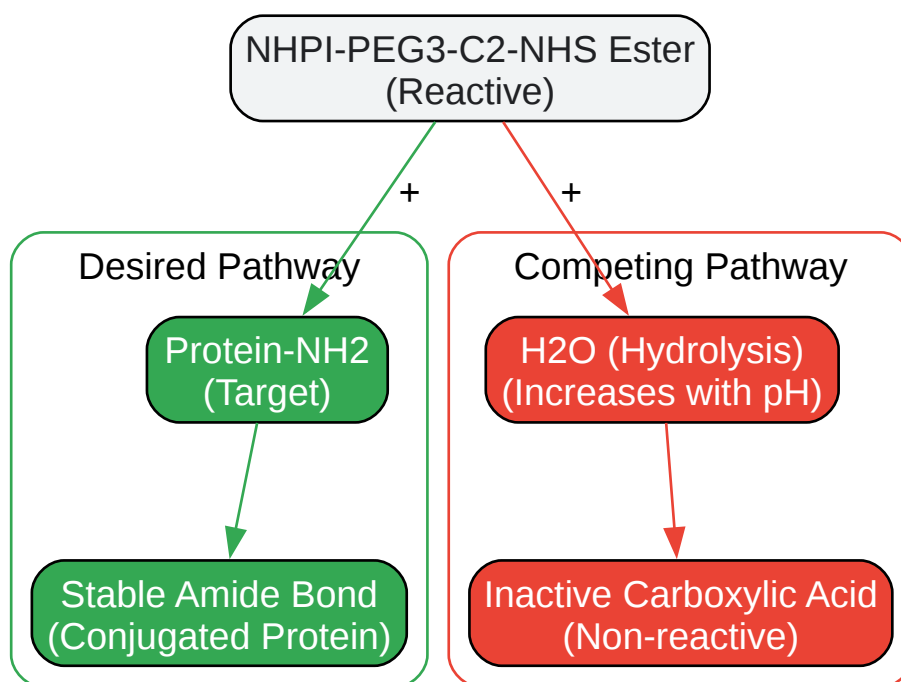 NHPI-PEG3-C2-NHS Ester
(Reactive)
+
+
Desired Pathway
Protein-NH2
(Target)
Stable Amide Bond
(Conjugated Protein)
Competing Pathway
H2O (Hydrolysis)
(Increases with pH)
Inactive Carboxylic Acid
(Non-reactive)